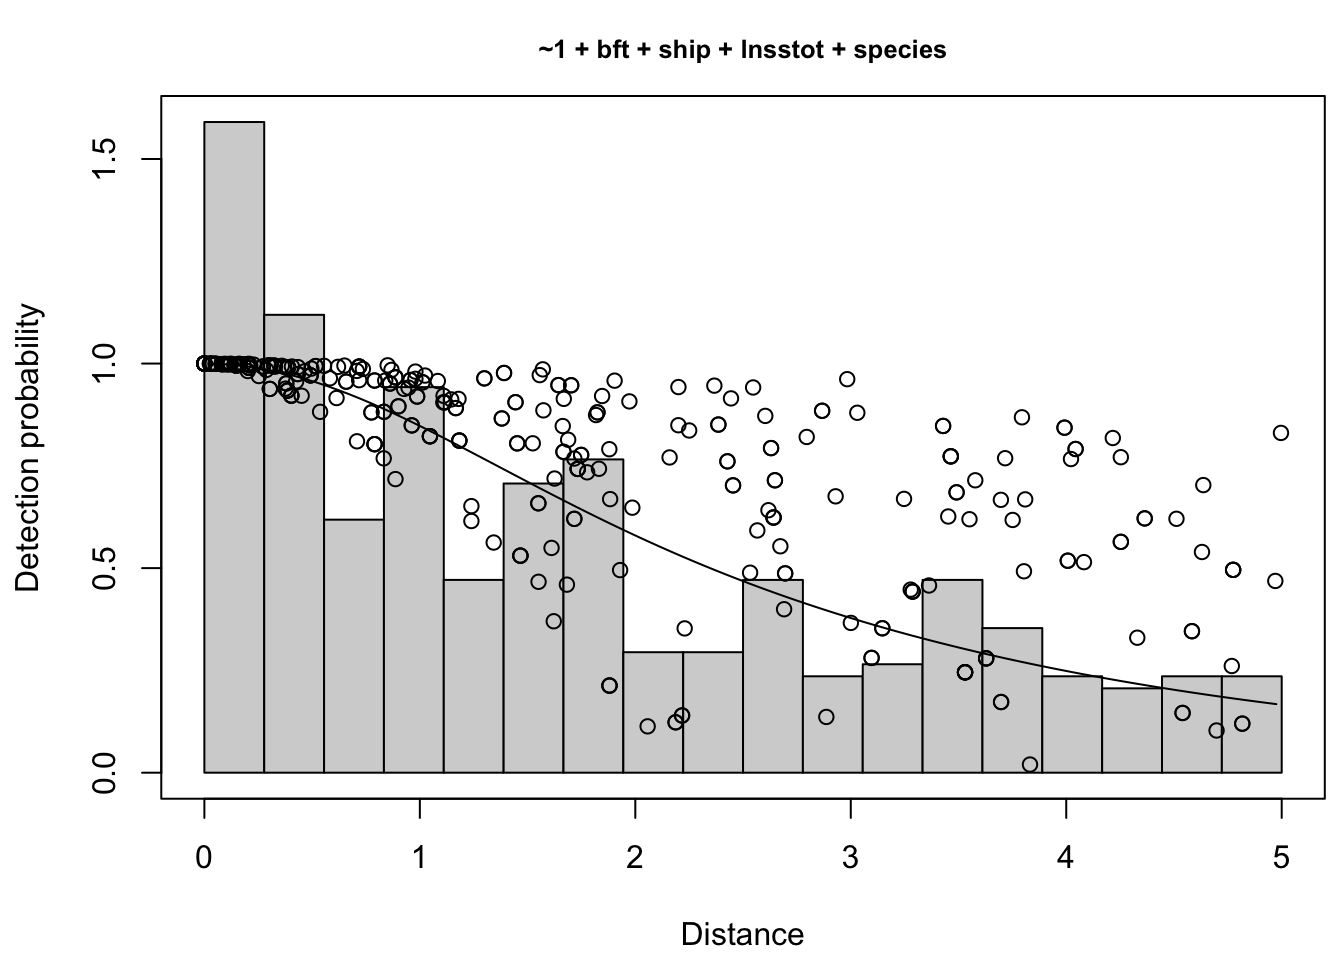 ~1 + bft + ship + lnsstot + species
Detection probability
1.5
1.0
0.5
0.0
0 1 2 3 4 5
Distance